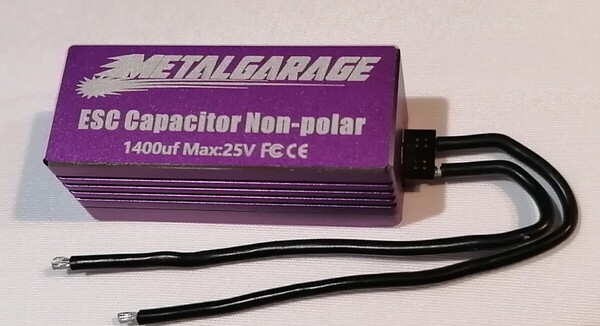 METALGARAGE
ESC Capacitor Non-polar
1400uf Max:25V FC CE